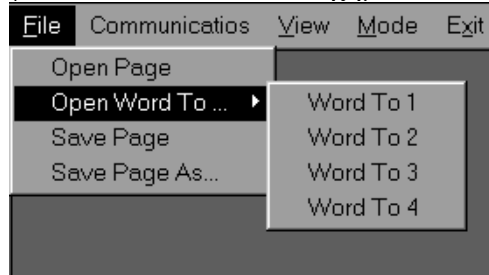 File Communicatios View Mode Exit
Open Page
Open Word To ...
Save Page
Save Page As...
Word To 1
Word To 2
Word To 3
Word To 4